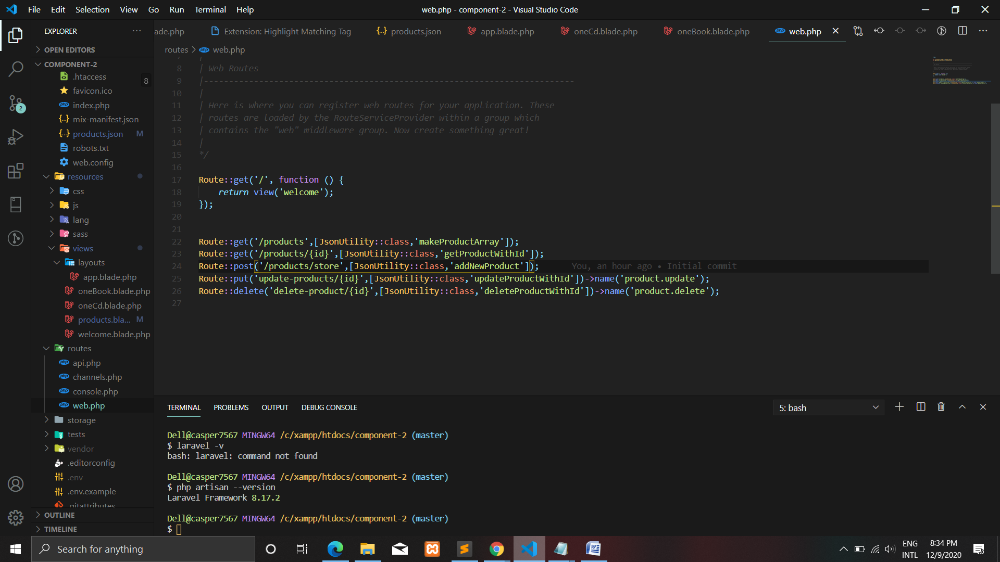 File Edit Selection View Go Run Terminal Help
web.php - component-2 - Visual Studio Code
EXPLORER
ade.php
Extension: Highlight Matching Tag
products.json
app.blade.php
oneCd.blade.php
oneBook.blade.php
web.php
OPEN EDITORS
COMPONENT-2
.htaccess
8
favicon.ico
index.php
mix-manifest.json
products.json M
robots.txt
web.config
resources
css
js
lang
sass
views
layouts
app.blade.php
oneBook.blade.php
oneCd.blade.php
products.bla... M
welcome.blade.php
routes
api.php
channels.php
console.php
web.php
storage
tests
vendor
.editorconfig
.env
.env.example
.gitattributes
OUTLINE
TIMELINE
2
routes > web.php
8 | Web Routes
9 |--------------------------------------------------------------------------
10 |
11 | Here is where you can register web routes for your application. These
12 | routes are loaded by the RouteServiceProvider within a group which
13 | contains the "web" middleware group. Now create something great!
14 |
15 */
16
17 Route::get('/', function () {
18 return view('welcome');
19 });
20
21
22 Route::get('/products',[JsonUtility::class,'makeProductArray']);
23 Route::get('/products/{id}',[JsonUtility::class,'getProductWithId']);
24 Route::post('/products/store',[JsonUtility::class,'addNewProduct']); You, an hour ago • Initial commit
25 Route::put('update-products/{id}',[JsonUtility::class,'updateProductWithId'])->name('product.update');
26 Route::delete('delete-product/{id}',[JsonUtility::class,'deleteProductWithId'])->name('product.delete');
27
TERMINAL PROBLEMS OUTPUT DEBUG CONSOLE
5: bash
Dell@casper7567 MINGW64 /c/xampp/htdocs/component-2 (master)
$ laravel -v
bash: laravel: command not found
Dell@casper7567 MINGW64 /c/xampp/htdocs/component-2 (master)
$ php artisan --version
Laravel Framework 8.17.2
Dell@casper7567 MINGW64 /c/xampp/htdocs/component-2 (master)
$
Search for anything
ENG
INTL
8:34 PM
12/9/2020